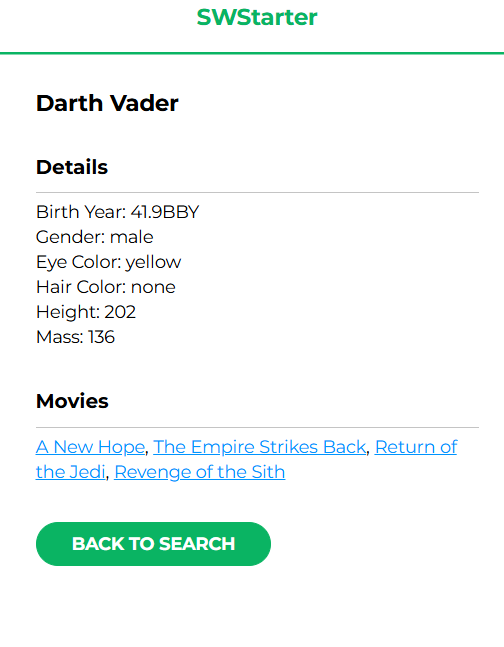 SWStarter
Darth Vader
Details
Birth Year: 41.9BBY
Gender: male
Eye Color: yellow
Hair Color: none
Height: 202
Mass: 136
Movies
A New Hope, The Empire Strikes Back, Return of
the Jedi, Revenge of the Sith
BACK TO SEARCH